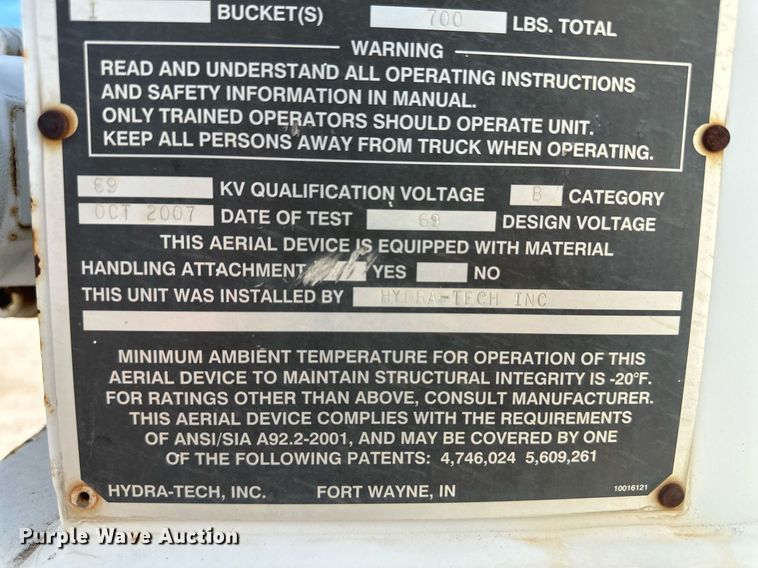 1 BUCKET(S) 700 LBS. TOTAL
WARNING
READ AND UNDERSTAND ALL OPERATING INSTRUCTIONS
AND SAFETY INFORMATION IN MANUAL.
ONLY TRAINED OPERATORS SHOULD OPERATE UNIT.
KEEP ALL PERSONS AWAY FROM TRUCK WHEN OPERATING.
69 KV QUALIFICATION VOLTAGE B CATEGORY
OCT 2007 DATE OF TEST 69 DESIGN VOLTAGE
THIS AERIAL DEVICE IS EQUIPPED WITH MATERIAL
HANDLING ATTACHMENT YES NO
THIS UNIT WAS INSTALLED BY HYDRA-TECH INC
MINIMUM AMBIENT TEMPERATURE FOR OPERATION OF THIS
AERIAL DEVICE TO MAINTAIN STRUCTURAL INTEGRITY IS -20°F.
FOR RATINGS OTHER THAN ABOVE, CONSULT MANUFACTURER.
THIS AERIAL DEVICE COMPLIES WITH THE REQUIREMENTS
OF ANSI/SIA A92.2-2001, AND MAY BE COVERED BY ONE
OF THE FOLLOWING PATENTS: 4,746,024 5,609,261
HYDRA-TECH, INC. FORT WAYNE, IN 10016121
Purple Wave Auction